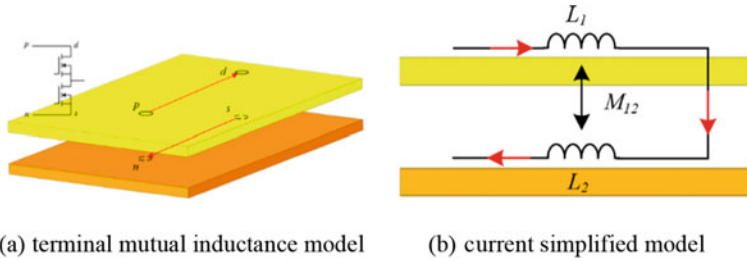 p
d
n
s
d
p
s
n
L₁
M₁₂
L₂
(a) terminal mutual inductance model
(b) current simplified model